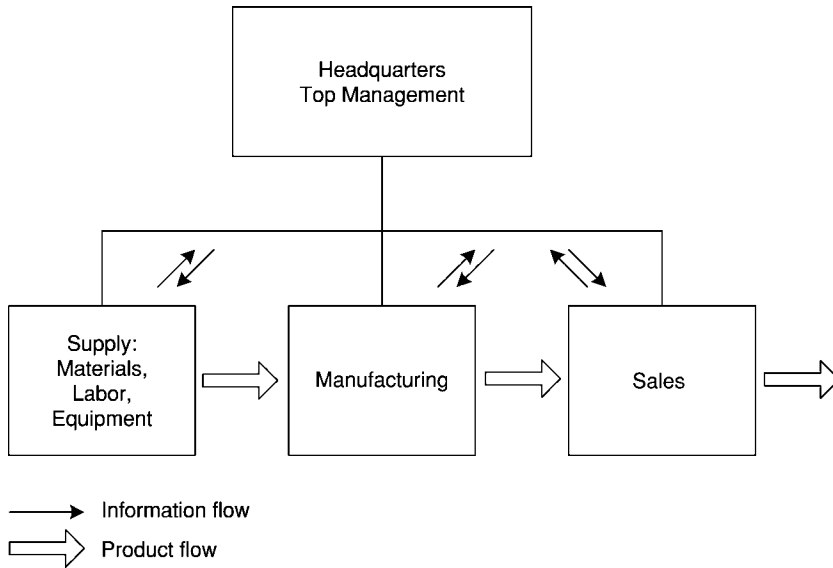 Headquarters
Top Management
Supply:
Materials,
Labor,
Equipment
Manufacturing
Sales
Information flow
Product flow